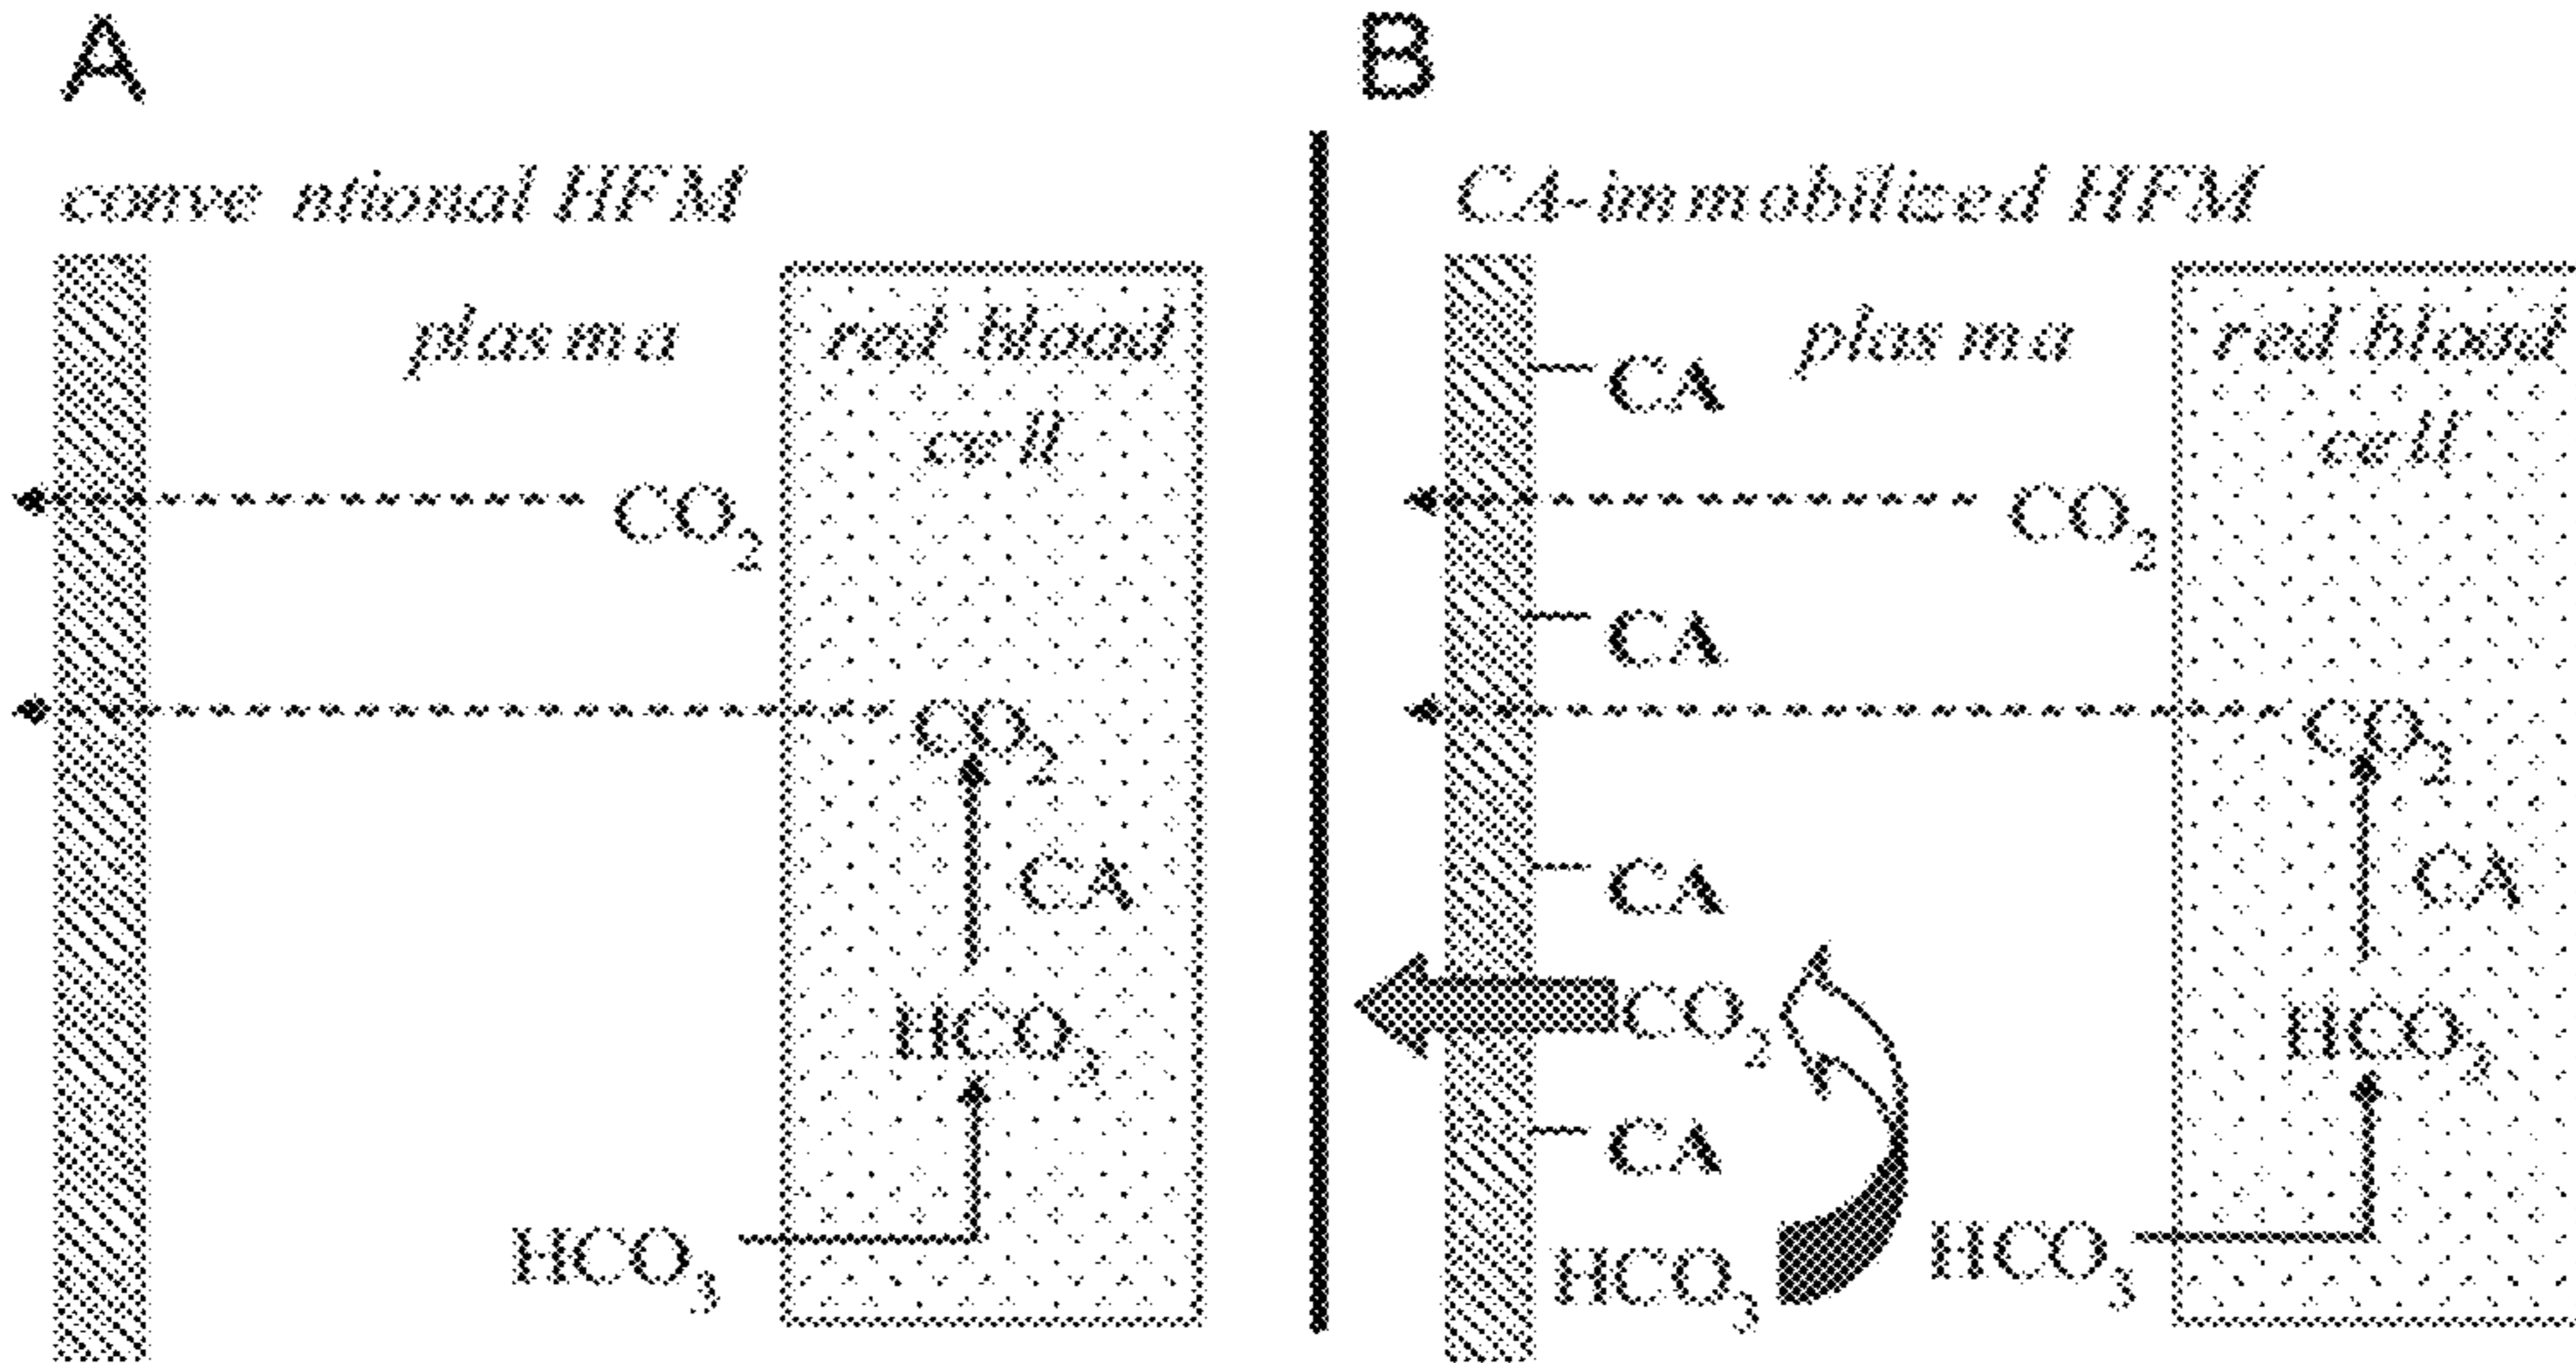 A
conventional HFM
plasma
red blood
cell
CO2
CO2
CA
HCO3
HCO3
B
CA-immobilized HFM
CA
plasma
red blood
cell
CO2
CA
CO2
CA
CA
CO2
HCO3
CA
HCO3
HCO3